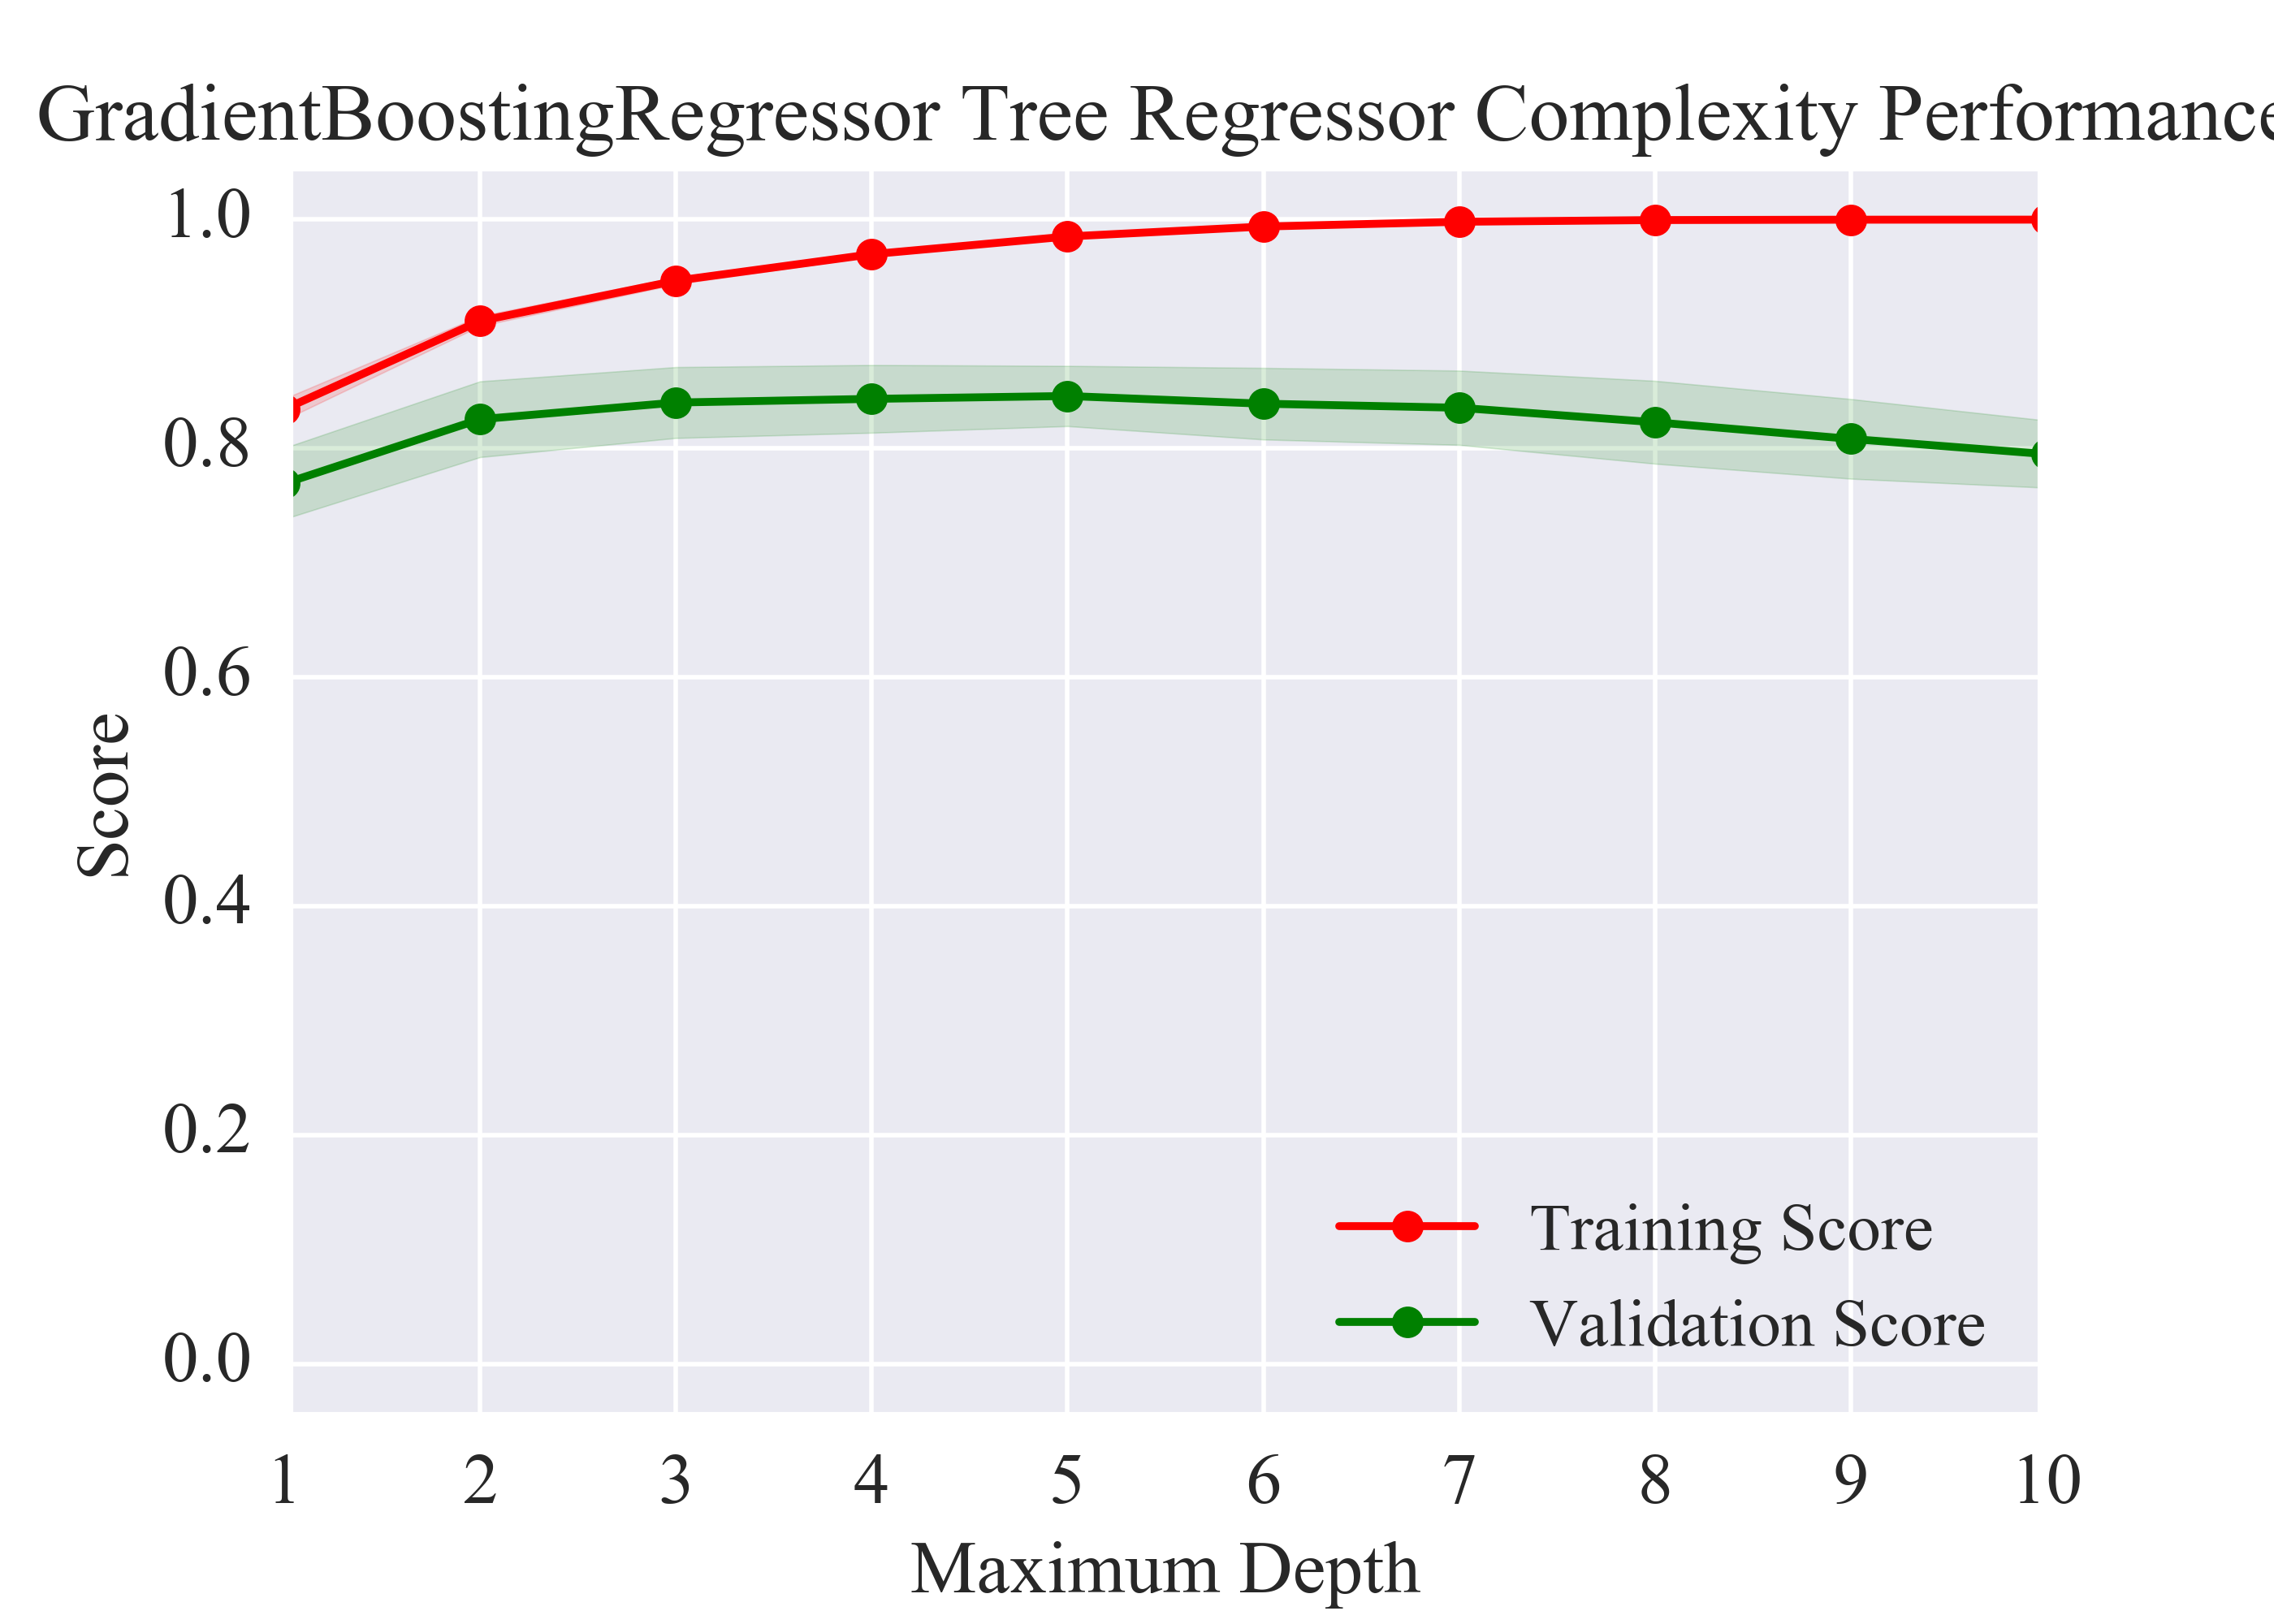 GradientBoostingRegressor Tree Regressor Complexity Performance
1.0
0.8
0.6
0.4
0.2
0.0
Score
Training Score
Validation Score
1 2 3 4 5 6 7 8 9 10
Maximum Depth